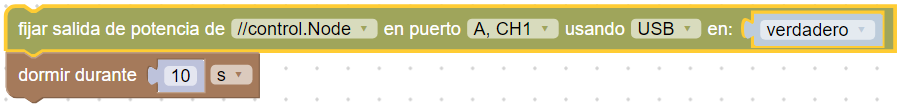 fijar salida de potencia de //control.Node en puerto A, CH1 usando USB en: verdadero
dormir durante 10 s